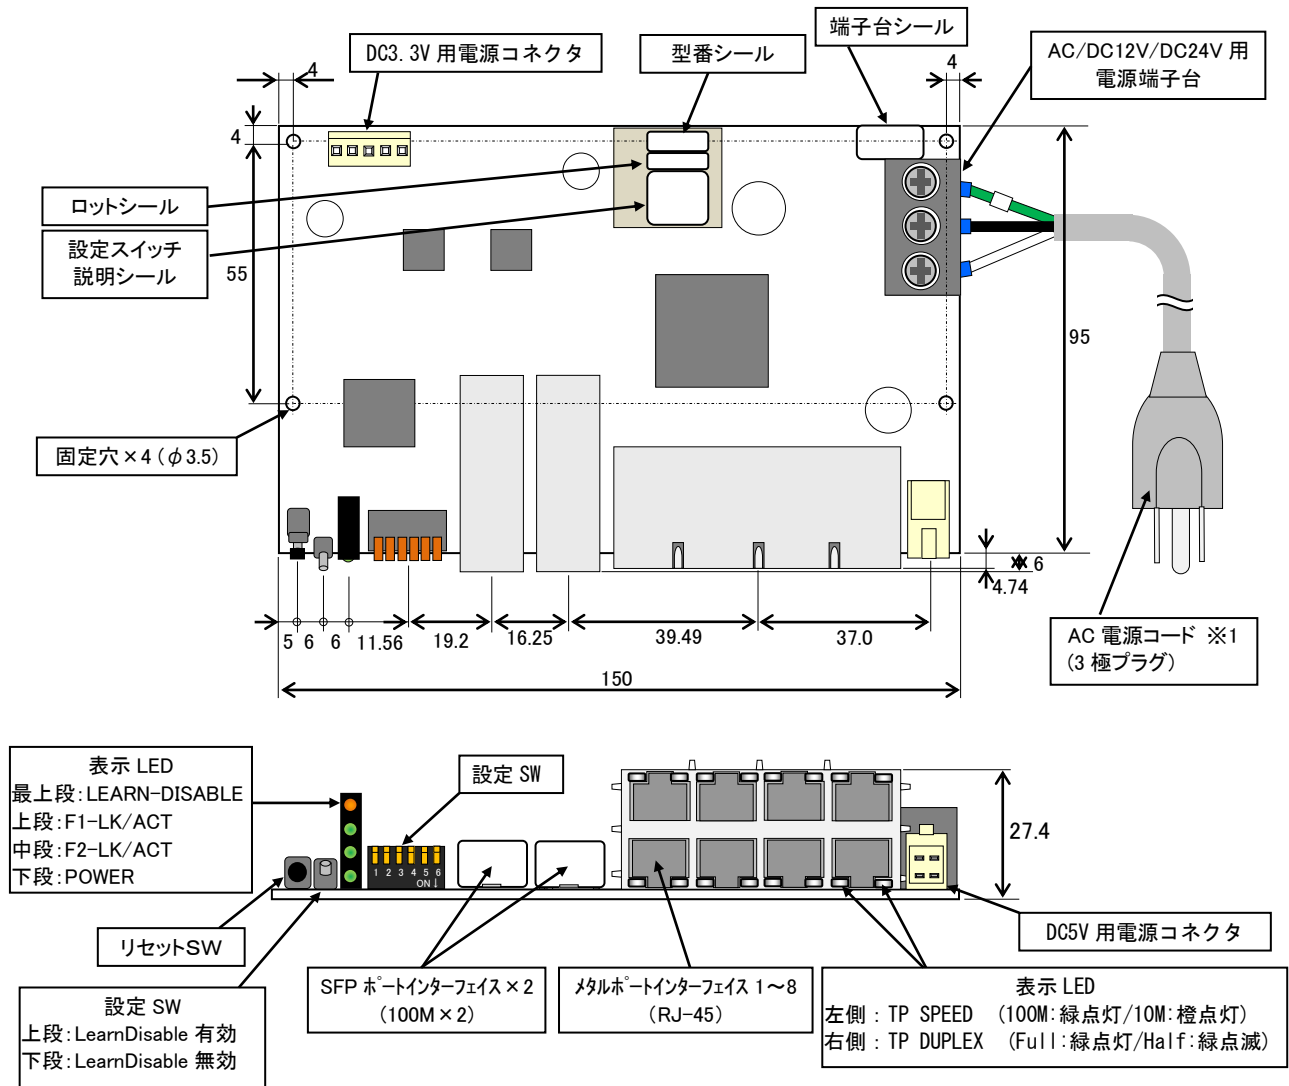 端子台シール
DC3.3V 用電源コネクタ
型番シール
AC/DC12V/DC24V 用
電源端子台
4
4
4
ロットシール
設定スイッチ
説明シール
55
95
固定穴×4（φ3.5）
6
4.74
5
6
6
11.56
19.2
16.25
39.49
37.0
AC 電源コード ※1
(3 極プラグ)
150
表示 LED
最上段：LEARN-DISABLE
上段：F1-LK/ACT
中段：F2-LK/ACT
下段：POWER
設定 SW
27.4
1 2 3 4 5 6
ON↓
リセットSW
DC5V 用電源コネクタ
SFP ポートインターフェイス×2
(100M×2)
メタルポートインターフェイス 1～8
(RJ-45)
表示 LED
左側 : TP SPEED （100M：緑点灯/10M：橙点灯）
右側 : TP DUPLEX （Full：緑点灯/Half：緑点滅）
設定 SW
上段：LearnDisable 有効
下段：LearnDisable 無効